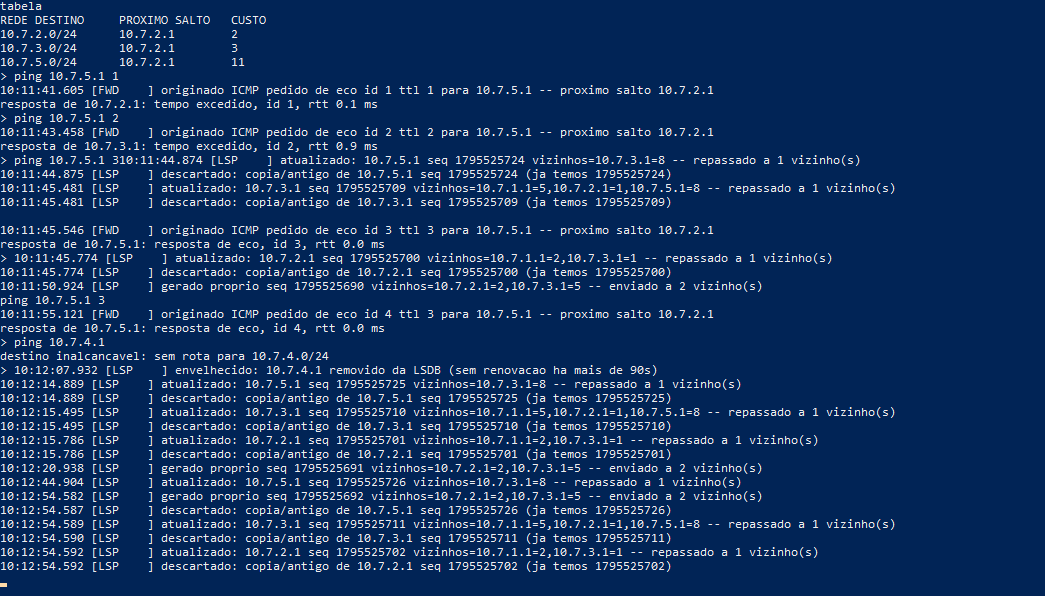 tabela
REDE DESTINO     PROXIMO SALTO   CUSTO
10.7.2.0/24      10.7.2.1        2
10.7.3.0/24      10.7.2.1        3
10.7.5.0/24      10.7.2.1        11
> ping 10.7.5.1 1
10:11:41.605 [FWD    ] originado ICMP pedido de eco id 1 ttl 1 para 10.7.5.1 -- proximo salto 10.7.2.1
resposta de 10.7.2.1: tempo excedido, id 1, rtt 0.1 ms
> ping 10.7.5.1 2
10:11:43.458 [FWD    ] originado ICMP pedido de eco id 2 ttl 2 para 10.7.5.1 -- proximo salto 10.7.2.1
resposta de 10.7.3.1: tempo excedido, id 2, rtt 0.9 ms
> ping 10.7.5.1 310:11:44.874 [LSP    ] atualizado: 10.7.5.1 seq 1795525724 vizinhos=10.7.3.1=8 -- repassado a 1 vizinho(s)
10:11:44.875 [LSP    ] descartado: copia/antigo de 10.7.5.1 seq 1795525724 (ja temos 1795525724)
10:11:45.481 [LSP    ] atualizado: 10.7.3.1 seq 1795525709 vizinhos=10.7.1.1=5,10.7.2.1=1,10.7.5.1=8 -- repassado a 1 vizinho(s)
10:11:45.481 [LSP    ] descartado: copia/antigo de 10.7.3.1 seq 1795525709 (ja temos 1795525709)

10:11:45.546 [FWD    ] originado ICMP pedido de eco id 3 ttl 3 para 10.7.5.1 -- proximo salto 10.7.2.1
resposta de 10.7.5.1: resposta de eco, id 3, rtt 0.0 ms
> 10:11:45.774 [LSP    ] atualizado: 10.7.2.1 seq 1795525700 vizinhos=10.7.1.1=2,10.7.3.1=1 -- repassado a 1 vizinho(s)
10:11:45.774 [LSP    ] descartado: copia/antigo de 10.7.2.1 seq 1795525700 (ja temos 1795525700)
10:11:50.924 [LSP    ] gerado proprio seq 1795525690 vizinhos=10.7.2.1=2,10.7.3.1=5 -- enviado a 2 vizinho(s)
ping 10.7.5.1 3
10:11:55.121 [FWD    ] originado ICMP pedido de eco id 4 ttl 3 para 10.7.5.1 -- proximo salto 10.7.2.1
resposta de 10.7.5.1: resposta de eco, id 4, rtt 0.0 ms
> ping 10.7.4.1
destino inalcancavel: sem rota para 10.7.4.0/24
> 10:12:07.932 [LSP    ] envelhecido: 10.7.4.1 removido da LSDB (sem renovacao ha mais de 90s)
10:12:14.889 [LSP    ] atualizado: 10.7.5.1 seq 1795525725 vizinhos=10.7.3.1=8 -- repassado a 1 vizinho(s)
10:12:14.889 [LSP    ] descartado: copia/antigo de 10.7.5.1 seq 1795525725 (ja temos 1795525725)
10:12:15.495 [LSP    ] atualizado: 10.7.3.1 seq 1795525710 vizinhos=10.7.1.1=5,10.7.2.1=1,10.7.5.1=8 -- repassado a 1 vizinho(s)
10:12:15.495 [LSP    ] descartado: copia/antigo de 10.7.3.1 seq 1795525710 (ja temos 1795525710)
10:12:15.786 [LSP    ] atualizado: 10.7.2.1 seq 1795525701 vizinhos=10.7.1.1=2,10.7.3.1=1 -- repassado a 1 vizinho(s)
10:12:15.786 [LSP    ] descartado: copia/antigo de 10.7.2.1 seq 1795525701 (ja temos 1795525701)
10:12:20.938 [LSP    ] gerado proprio seq 1795525691 vizinhos=10.7.2.1=2,10.7.3.1=5 -- enviado a 2 vizinho(s)
10:12:44.904 [LSP    ] atualizado: 10.7.5.1 seq 1795525726 vizinhos=10.7.3.1=8 -- repassado a 1 vizinho(s)
10:12:54.582 [LSP    ] gerado proprio seq 1795525692 vizinhos=10.7.2.1=2,10.7.3.1=5 -- enviado a 2 vizinho(s)
10:12:54.587 [LSP    ] descartado: copia/antigo de 10.7.5.1 seq 1795525726 (ja temos 1795525726)
10:12:54.589 [LSP    ] atualizado: 10.7.3.1 seq 1795525711 vizinhos=10.7.1.1=5,10.7.2.1=1,10.7.5.1=8 -- repassado a 1 vizinho(s)
10:12:54.590 [LSP    ] descartado: copia/antigo de 10.7.3.1 seq 1795525711 (ja temos 1795525711)
10:12:54.592 [LSP    ] atualizado: 10.7.2.1 seq 1795525702 vizinhos=10.7.1.1=2,10.7.3.1=1 -- repassado a 1 vizinho(s)
10:12:54.592 [LSP    ] descartado: copia/antigo de 10.7.2.1 seq 1795525702 (ja temos 1795525702)